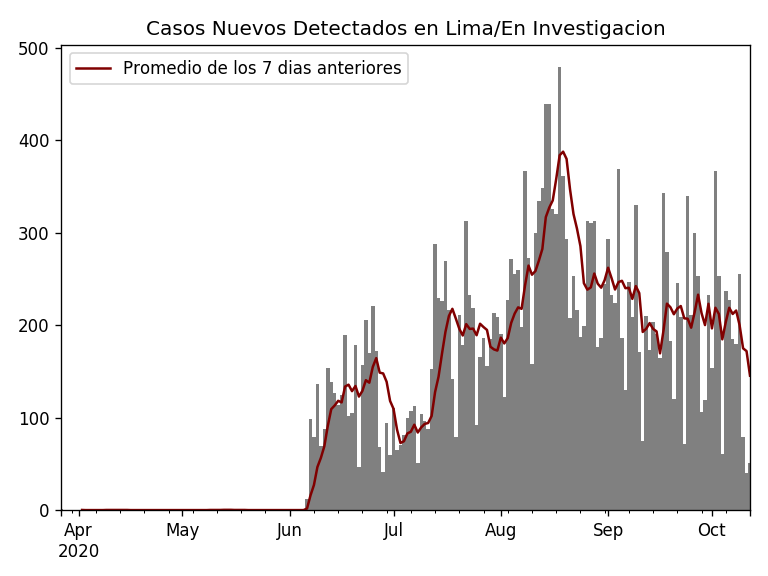 Casos Nuevos Detectados en Lima/En Investigacion
Promedio de los 7 dias anteriores
500
400
300
200
100
0
Apr May Jun Jul Aug Sep Oct
2020